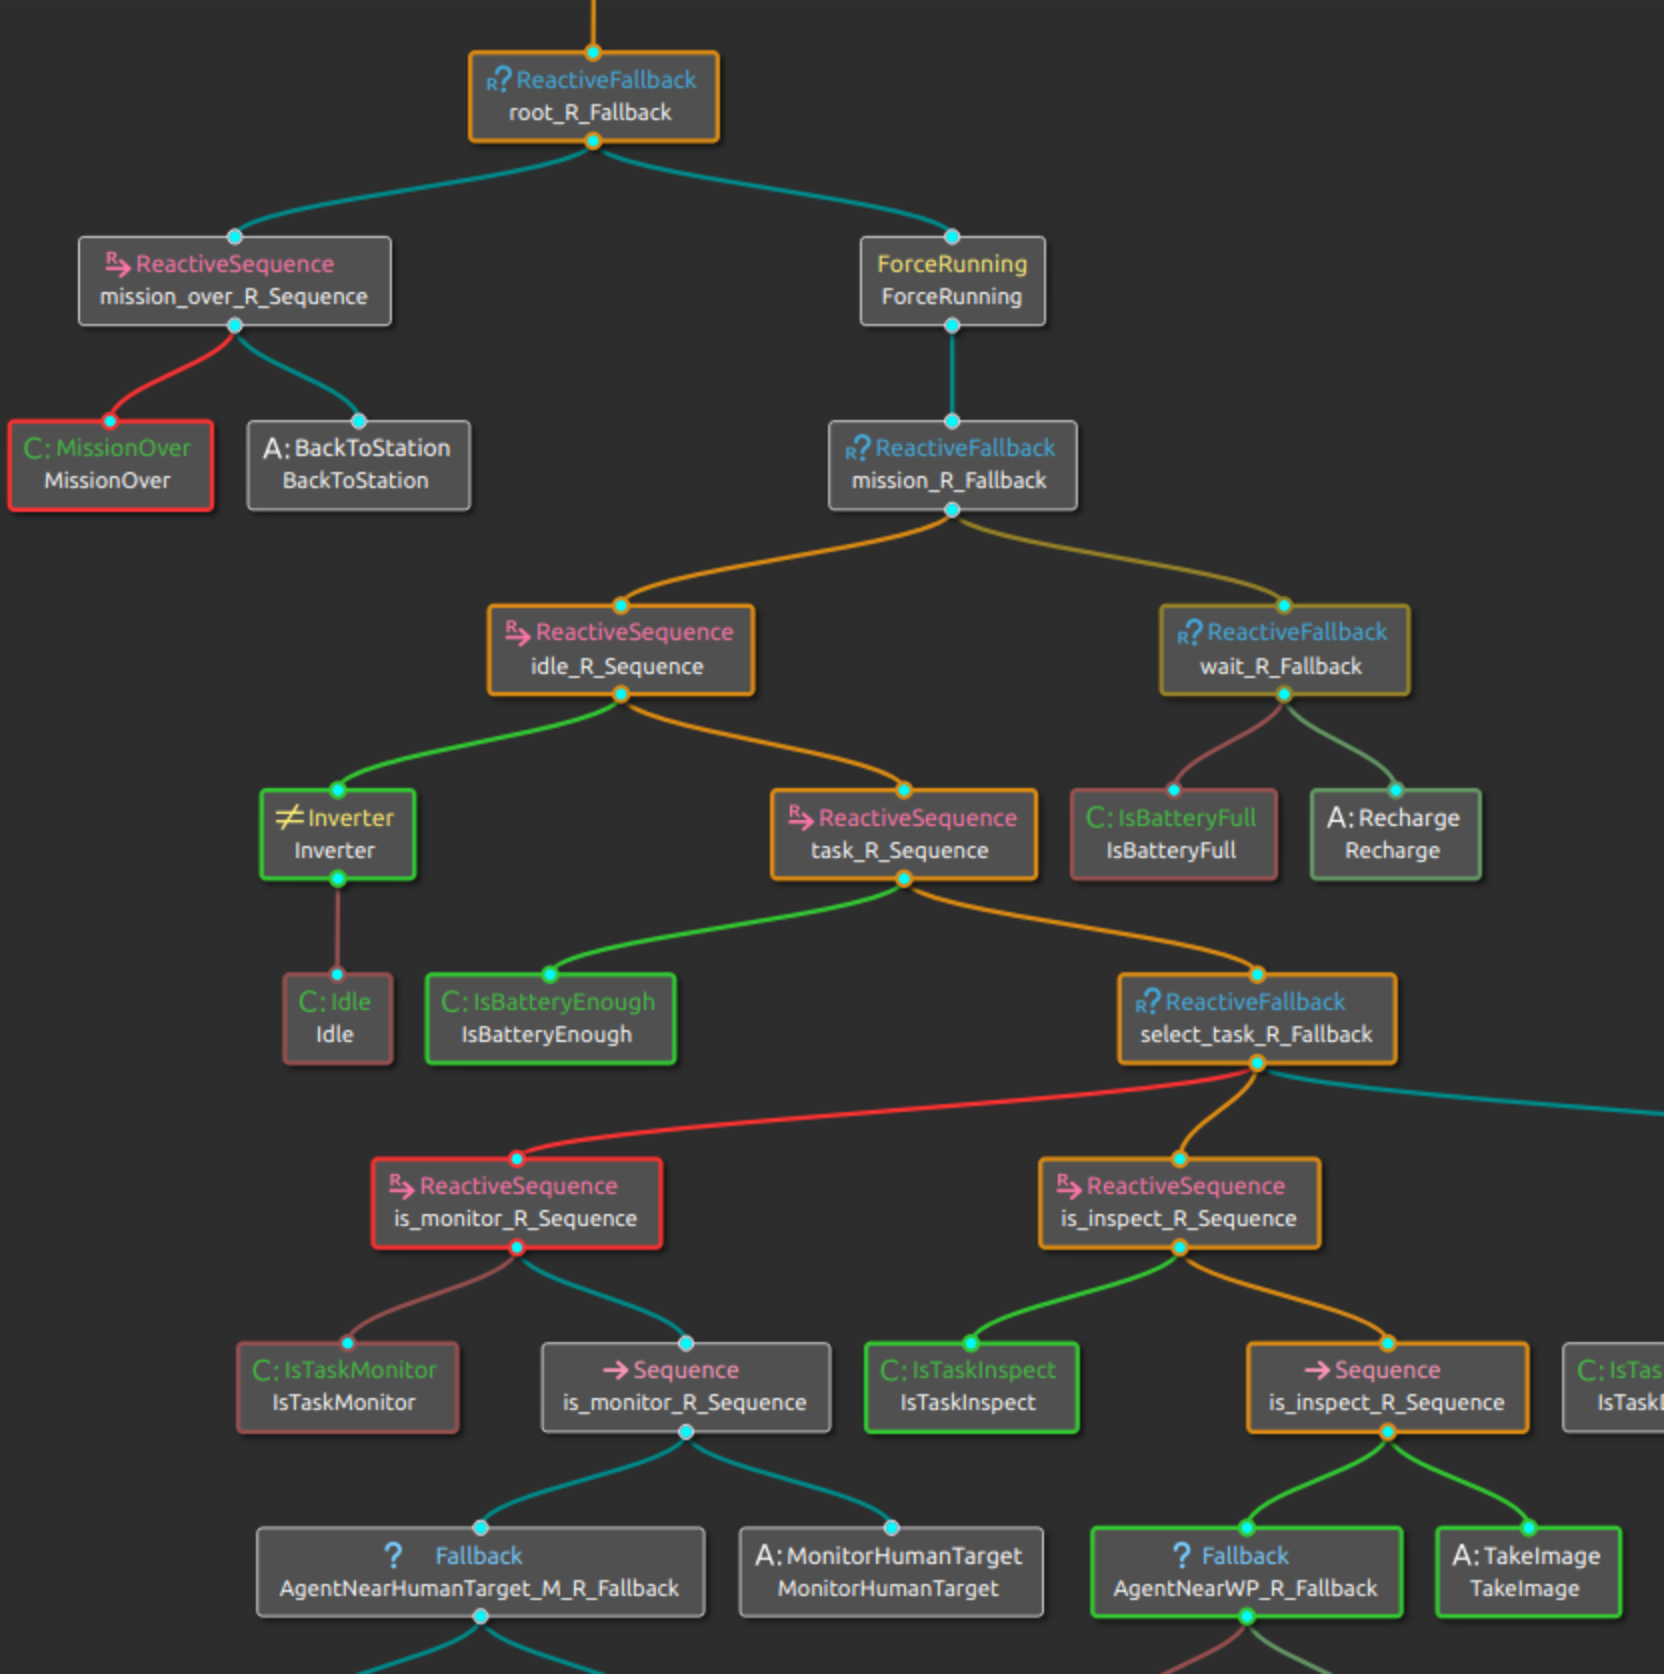 R? ReactiveFallback
root_R_Fallback
R ReactiveSequence
mission_over_R_Sequence
ForceRunning
ForceRunning
C: MissionOver
MissionOver
A: BackToStation
BackToStation
R? ReactiveFallback
mission_R_Fallback
R ReactiveSequence
idle_R_Sequence
R? ReactiveFallback
wait_R_Fallback
≠ Inverter
Inverter
R ReactiveSequence
task_R_Sequence
C: IsBatteryFull
IsBatteryFull
A: Recharge
Recharge
C: Idle
Idle
C: IsBatteryEnough
IsBatteryEnough
R? ReactiveFallback
select_task_R_Fallback
R ReactiveSequence
is_monitor_R_Sequence
R ReactiveSequence
is_inspect_R_Sequence
C: IsTaskMonitor
IsTaskMonitor
→ Sequence
is_monitor_R_Sequence
C: IsTaskInspect
IsTaskInspect
→ Sequence
is_inspect_R_Sequence
C: IsTas
IsTask
? Fallback
AgentNearHumanTarget_M_R_Fallback
A: MonitorHumanTarget
MonitorHumanTarget
? Fallback
AgentNearWP_R_Fallback
A: TakeImage
TakeImage